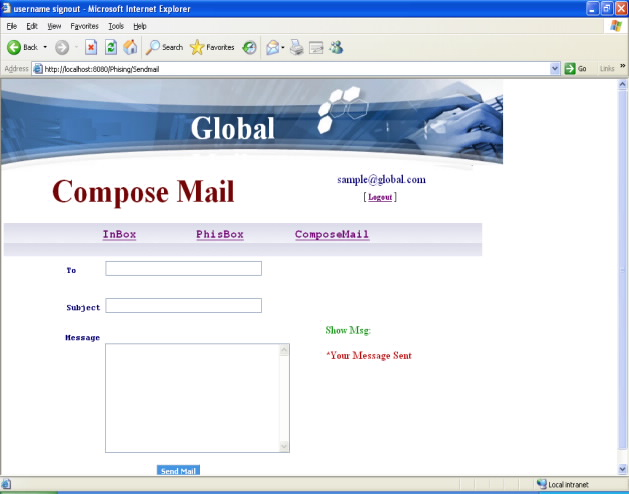 username signout - Microsoft Internet Explorer
File Edit View Favorites Tools Help
Back Search Favorites
Address http://localhost:8080/Phising/Sendmail Go Links »
Global
Compose Mail
sample@global.com
[ Logout ]
InBox PhisBox ComposeMail
To
Subject
Message
Show Msg:
*Your Message Sent
Send Mail
Local intranet